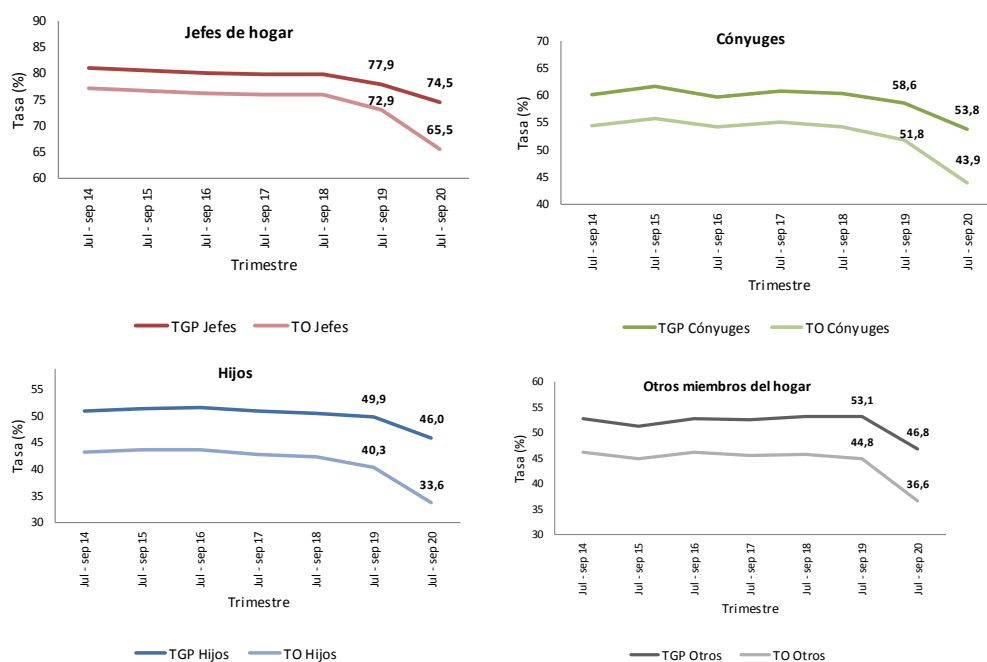 Jefes de hogar
Tasa (%)
90
85
80
75
70
65
60
77,9
74,5
72,9
65,5
Jul - sep 14
Jul - sep 15
Jul - sep 16
Jul - sep 17
Jul - sep 18
Jul - sep 19
Jul - sep 20
Trimestre
TGP Jefes
TO Jefes
Cónyuges
Tasa (%)
70
65
60
55
50
45
40
58,6
53,8
51,8
43,9
Jul - sep 14
Jul - sep 15
Jul - sep 16
Jul - sep 17
Jul - sep 18
Jul - sep 19
Jul - sep 20
Trimestre
TGP Cónyuges
TO Cónyuges
Hijos
Tasa (%)
55
50
45
40
35
30
49,9
46,0
40,3
33,6
Jul - sep 14
Jul - sep 15
Jul - sep 16
Jul - sep 17
Jul - sep 18
Jul - sep 19
Jul - sep 20
Trimestre
TGP Hijos
TO Hijos
Otros miembros del hogar
Tasa (%)
60
55
50
45
40
35
30
53,1
46,8
44,8
36,6
Jul - sep 14
Jul - sep 15
Jul - sep 16
Jul - sep 17
Jul - sep 18
Jul - sep 19
Jul - sep 20
Trimestre
TGP Otros
TO Otros